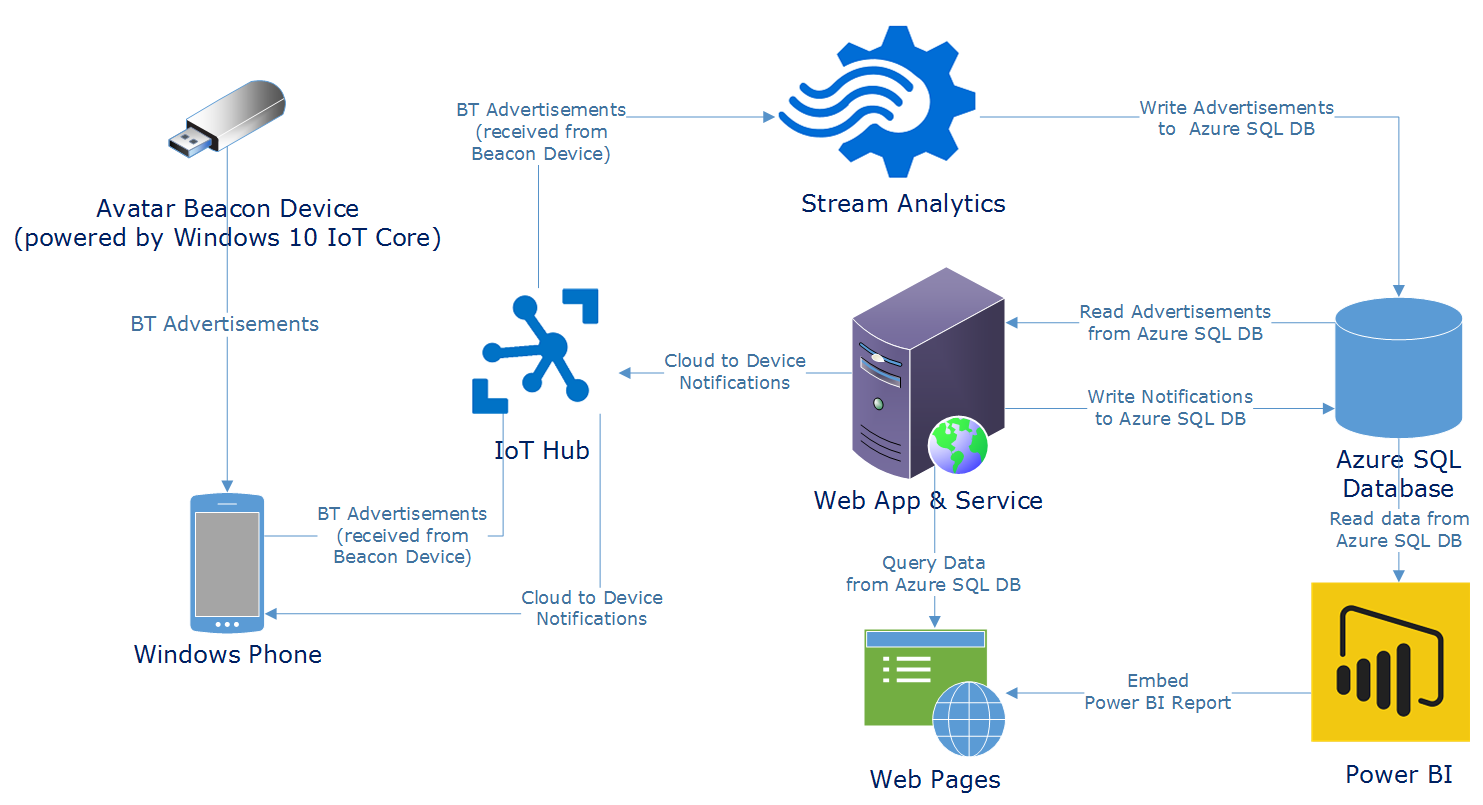 BT Advertisements
(received from
Beacon Device)
Write Advertisements
to  Azure SQL DB
Stream Analytics
Avatar Beacon Device
(powered by Windows 10 IoT Core)
BT Advertisements
Read Advertisements
from Azure SQL DB
Cloud to Device
Notifications
Write Notifications
to Azure SQL DB
IoT Hub
Azure SQL
Database
Web App & Service
BT Advertisements
(received from
Beacon Device)
Read data from
Azure SQL DB
Query Data
from Azure SQL DB
Cloud to Device
Notifications
Windows Phone
Embed
Power BI Report
Web Pages
Power BI